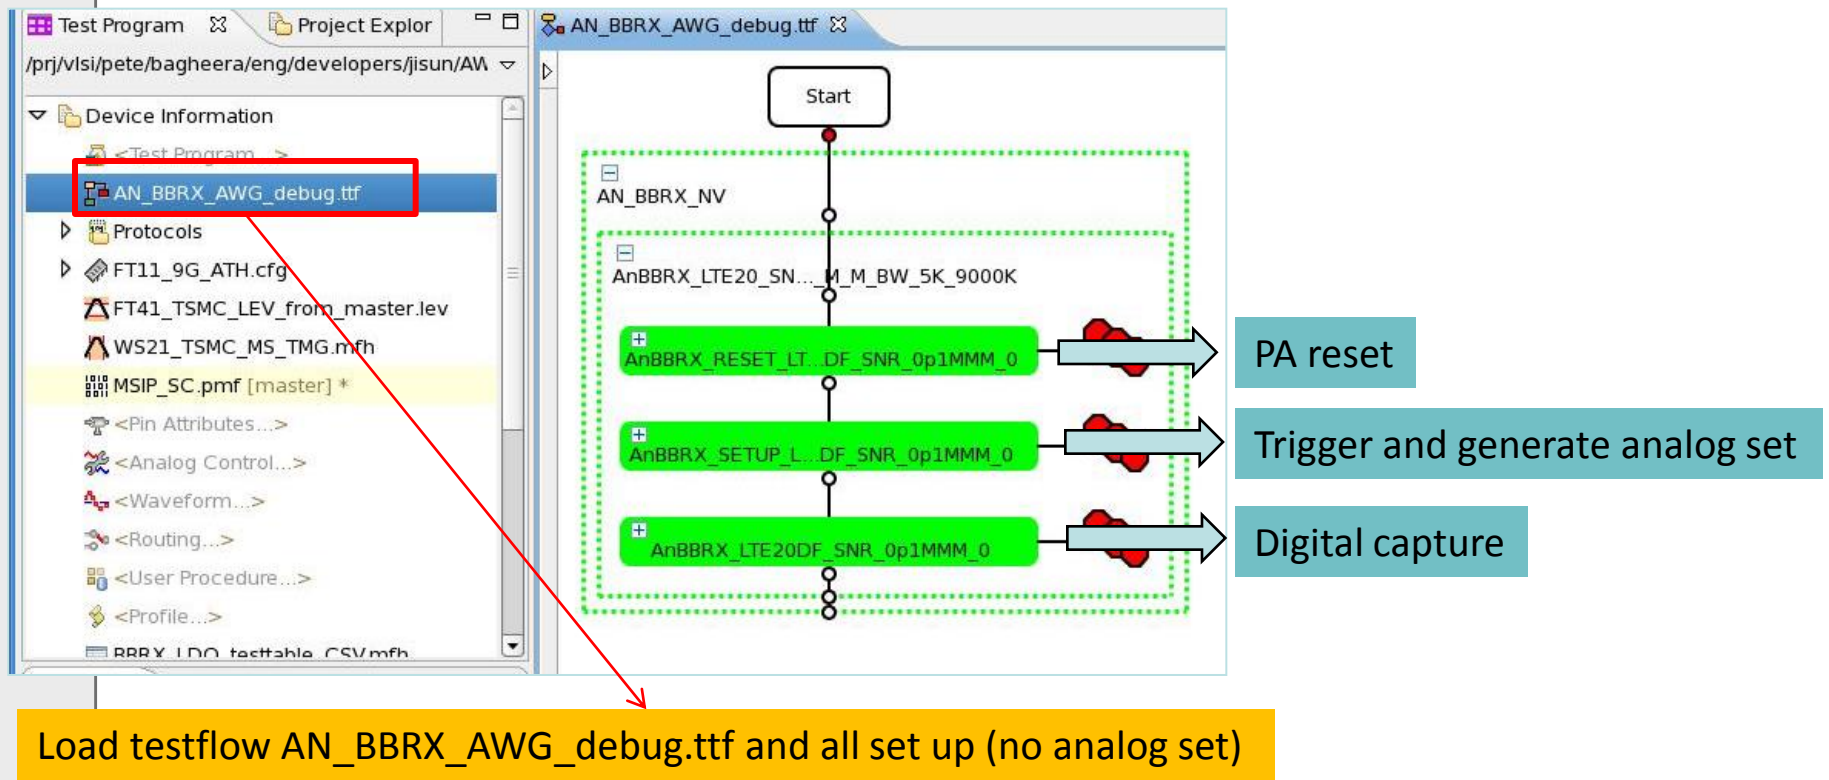 Test Program
Project Explor
AN_BBRX_AWG_debug.ttf
/prj/vlsi/pete/bagheera/eng/developers/jisun/AW
Device Information
<Test Program...>
AN_BBRX_AWG_debug.ttf
Protocols
FT11_9G_ATH.cfg
FT41_TSMC_LEV_from_master.lev
WS21_TSMC_MS_TMG.mfh
MSIP_SC.pmf [master] *
<Pin Attributes...>
<Analog Control...>
<Waveform...>
<Routing...>
<User Procedure...>
<Profile...>
BBRX_LDO_testtable_CSV.mfh
Start
AN_BBRX_NV
AnBBRX_LTE20_SN..._M_M_BW_5K_9000K
AnBBRX_RESET_LT...DF_SNR_0p1MMM_0
PA reset
AnBBRX_SETUP_L...DF_SNR_0p1MMM_0
Trigger and generate analog set
AnBBRX_LTE20DF_SNR_0p1MMM_0
Digital capture
Load testflow AN_BBRX_AWG_debug.ttf and all set up (no analog set)